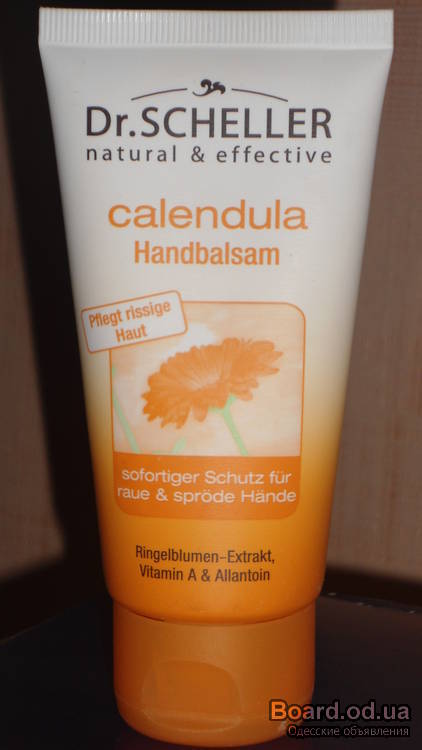 Dr.SCHELLER
natural & effective
calendula
Handbalsam
Pflegt rissige
Haut
sofortiger Schutz für
raue & spröde Hände
Ringelblumen-Extrakt,
Vitamin A & Allantoin
Board.od.ua
Одесские объявления